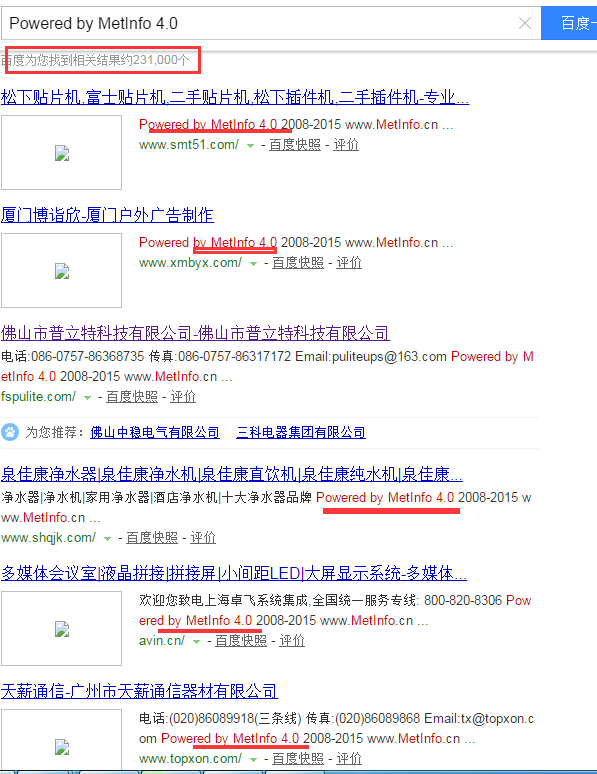 Powered by MetInfo 4.0
百度一
百度为您找到相关结果约231,000个
松下贴片机,富士贴片机,二手贴片机,松下插件机,二手插件机-专业...
Powered by MetInfo 4.0 2008-2015 www.MetInfo.cn ...
www.smt51.com/ - 百度快照 - 评价
厦门博诣欣-厦门户外广告制作
Powered by MetInfo 4.0 2008-2015 www.MetInfo.cn ...
www.xmbyx.com/ - 百度快照 - 评价
佛山市普立特科技有限公司-佛山市普立特科技有限公司
电话:086-0757-86368735 传真:086-0757-86317172 Email:puliteups@163.com Powered by M
etInfo 4.0 2008-2015 www.MetInfo.cn ...
fspulite.com/ - 百度快照 - 评价
为您推荐: 佛山中稳电气有限公司 三科电器集团有限公司
泉佳康净水器|泉佳康净水机|泉佳康直饮机|泉佳康纯水机|泉佳康...
净水器|净水机|家用净水器|酒店净水机|十大净水器品牌 Powered by MetInfo 4.0 2008-2015 w
ww.MetInfo.cn ...
www.shqjk.com/ - 百度快照 - 评价
多媒体会议室|液晶拼接|拼接屏|小间距LED|大屏显示系统-多媒体...
欢迎您致电上海卓飞系统集成,全国统一服务专线: 800-820-8306 Pow
ered by MetInfo 4.0 2008-2015 www.MetInfo.cn ...
avin.cn/ - 百度快照 - 评价
天薪通信-广州市天薪通信器材有限公司
电话:(020)86089918(三条线) 传真:(020)86089868 Email:tx@topxon.c
om Powered by MetInfo 4.0 2008-2015 www.MetInfo.cn ...
www.topxon.com/ - 百度快照 - 评价